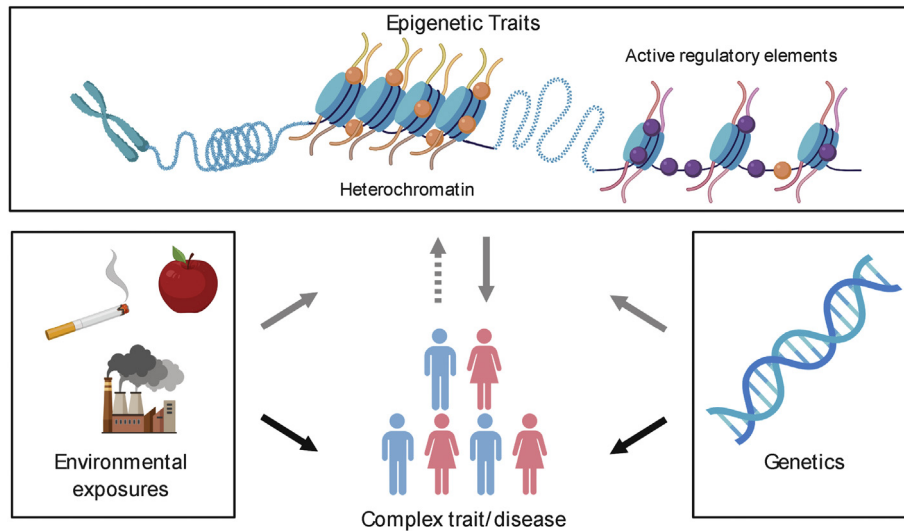 Epigenetic Traits
Active regulatory elements
Heterochromatin
Environmental
exposures
Genetics
Complex trait/disease